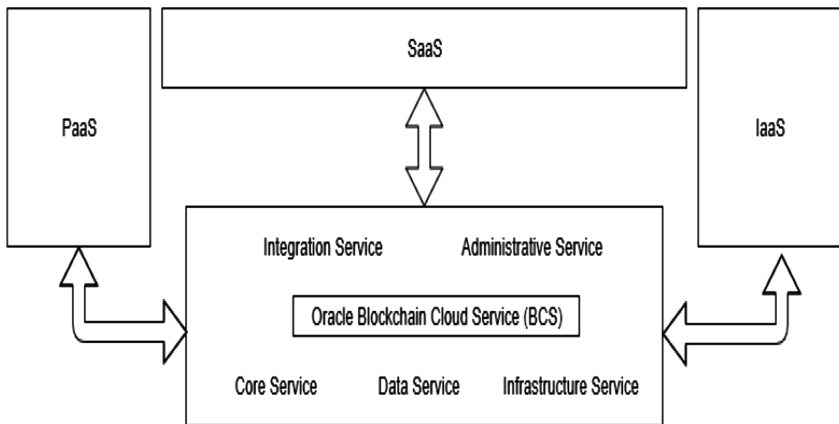 SaaS
PaaS
IaaS
Integration Service
Administrative Service
Oracle Blockchain Cloud Service (BCS)
Core Service
Data Service
Infrastructure Service